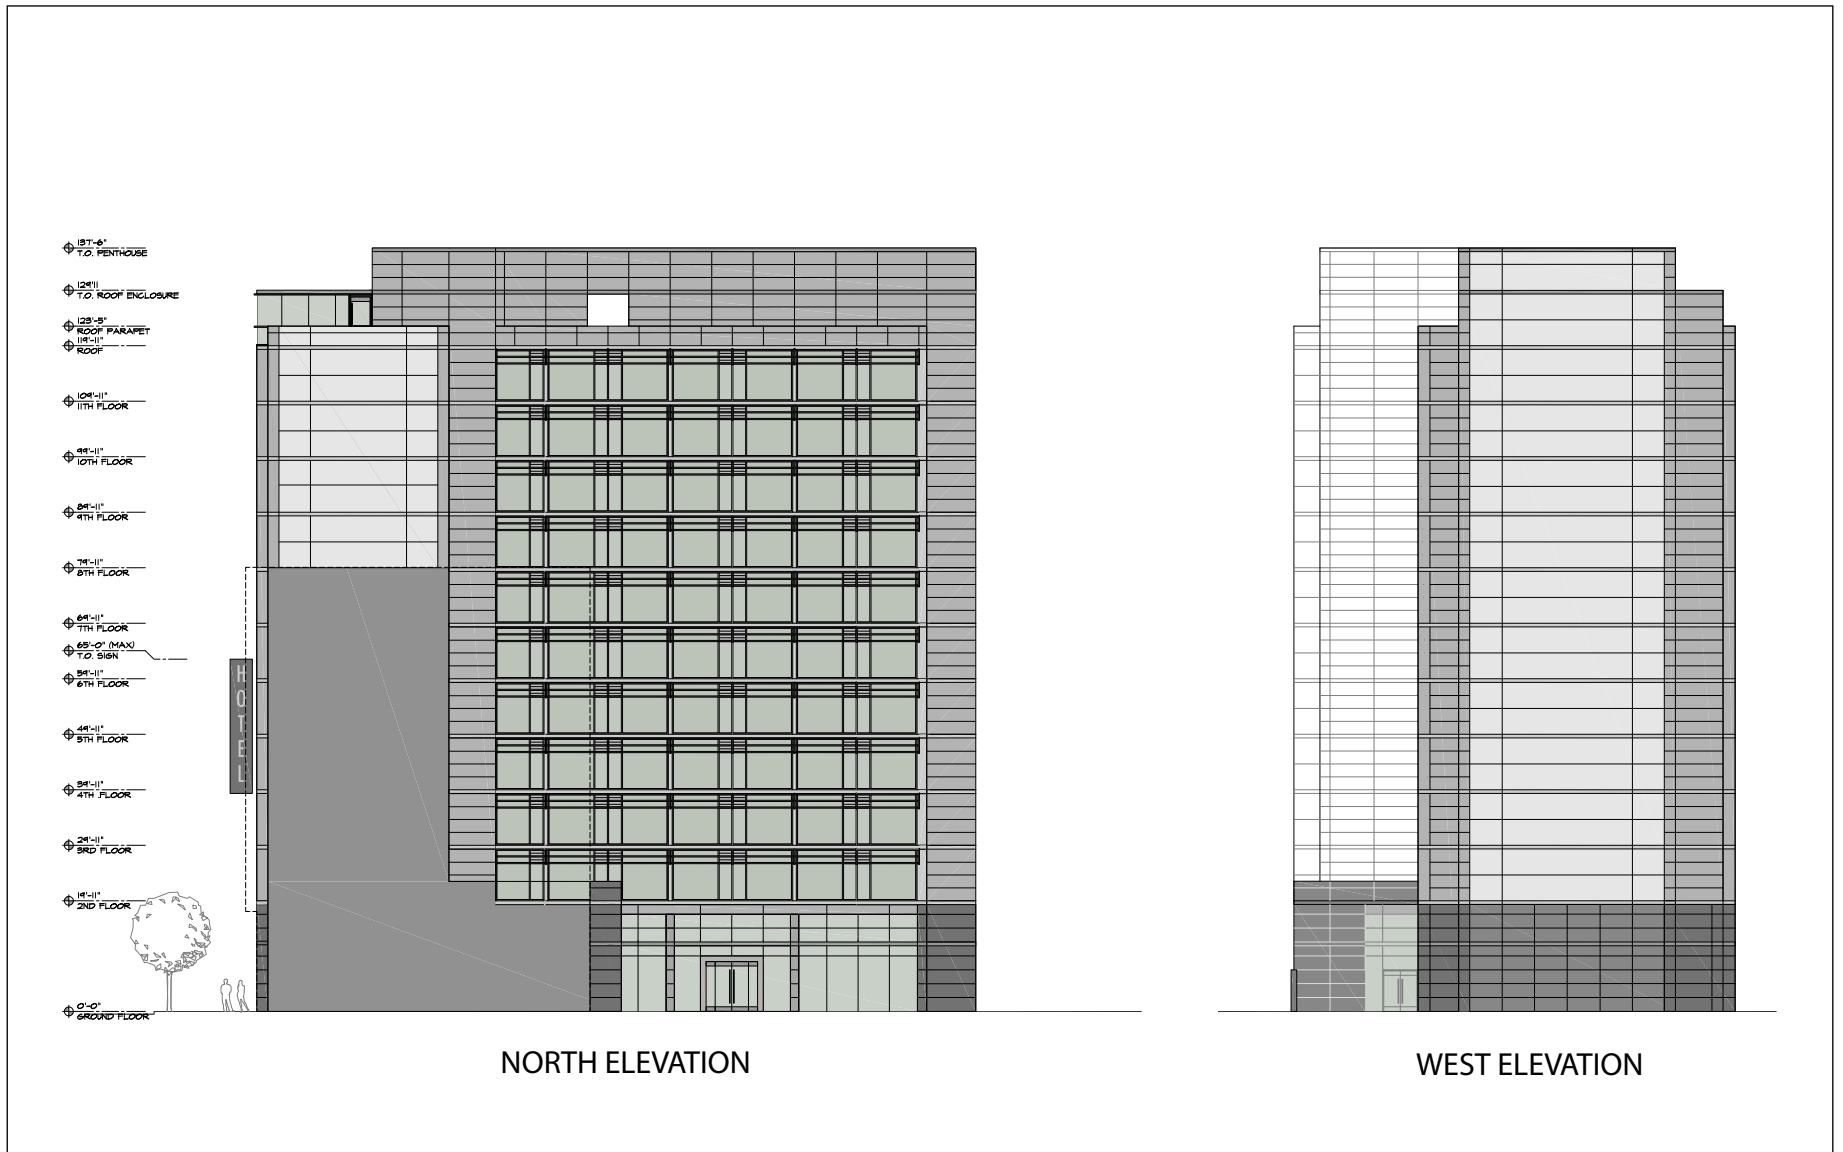 137'-6"
T.O. PENTHOUSE
129'11
T.O. ROOF ENCLOSURE
123'-5"
ROOF PARAPET
119'-11"
ROOF
109'-11"
11TH FLOOR
99'-11"
10TH FLOOR
89'-11"
9TH FLOOR
79'-11"
8TH FLOOR
69'-11"
7TH FLOOR
65'-0" (MAX)
T.O. SIGN
59'-11"
6TH FLOOR
HOTEL
49'-11"
5TH FLOOR
39'-11"
4TH FLOOR
29'-11"
3RD FLOOR
19'-11"
2ND FLOOR
0'-0"
GROUND FLOOR
NORTH ELEVATION
WEST ELEVATION